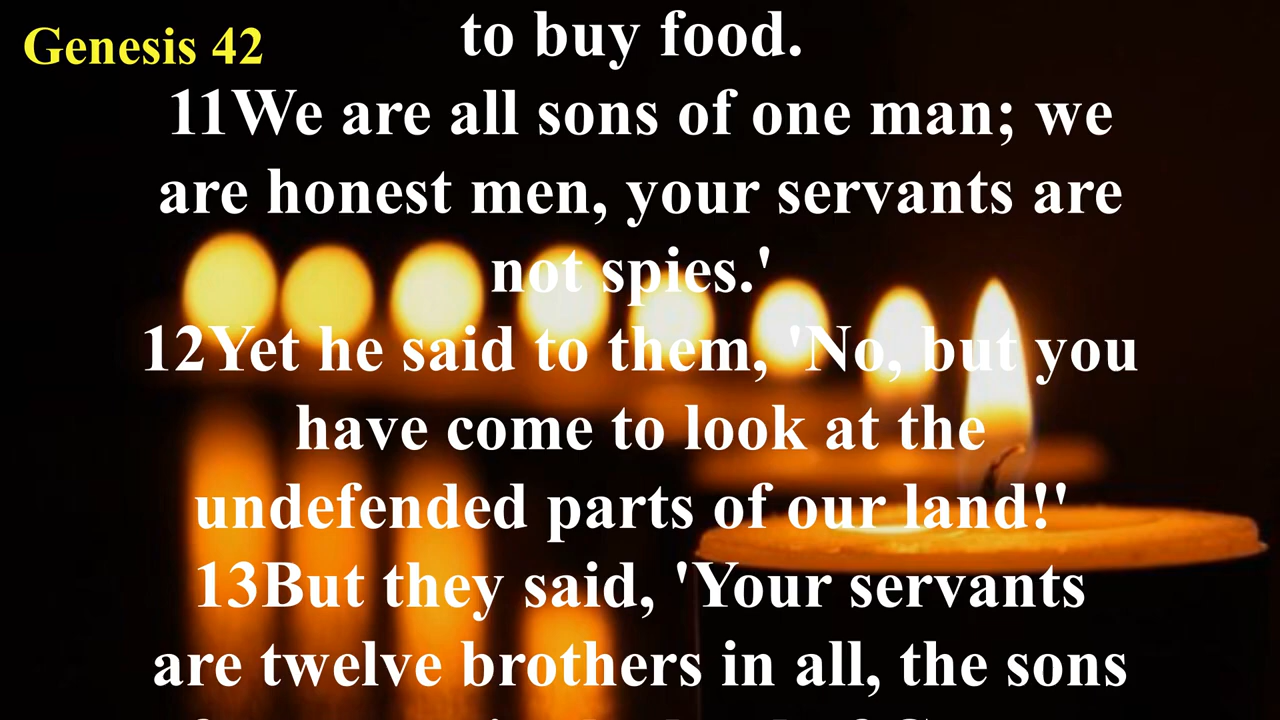 Genesis 42
to buy food.
11We are all sons of one man; we
are honest men, your servants are
not spies.'
12Yet he said to them, 'No, but you
have come to look at the
undefended parts of our land!'
13But they said, 'Your servants
are twelve brothers in all, the sons